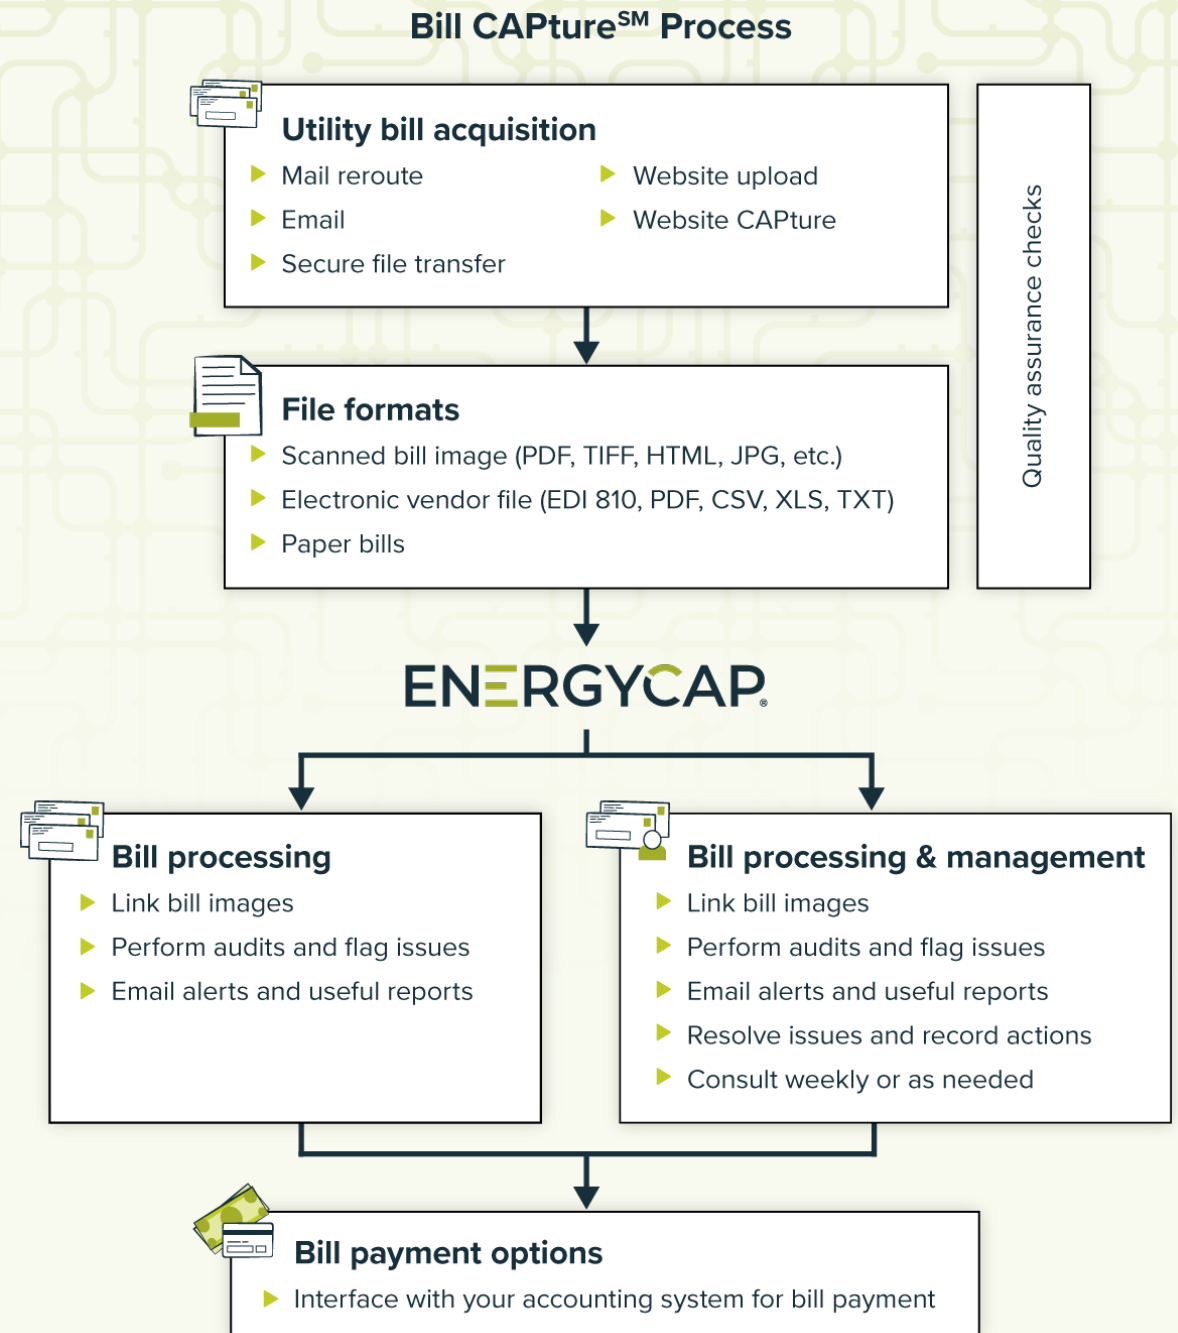 Bill CAPture℠ Process
Utility bill acquisition
Mail reroute
Email
Secure file transfer
Website upload
Website CAPture
Quality assurance checks
File formats
Scanned bill image (PDF, TIFF, HTML, JPG, etc.)
Electronic vendor file (EDI 810, PDF, CSV, XLS, TXT)
Paper bills
ENERGYCAP®
Bill processing
Link bill images
Perform audits and flag issues
Email alerts and useful reports
Bill processing & management
Link bill images
Perform audits and flag issues
Email alerts and useful reports
Resolve issues and record actions
Consult weekly or as needed
Bill payment options
Interface with your accounting system for bill payment